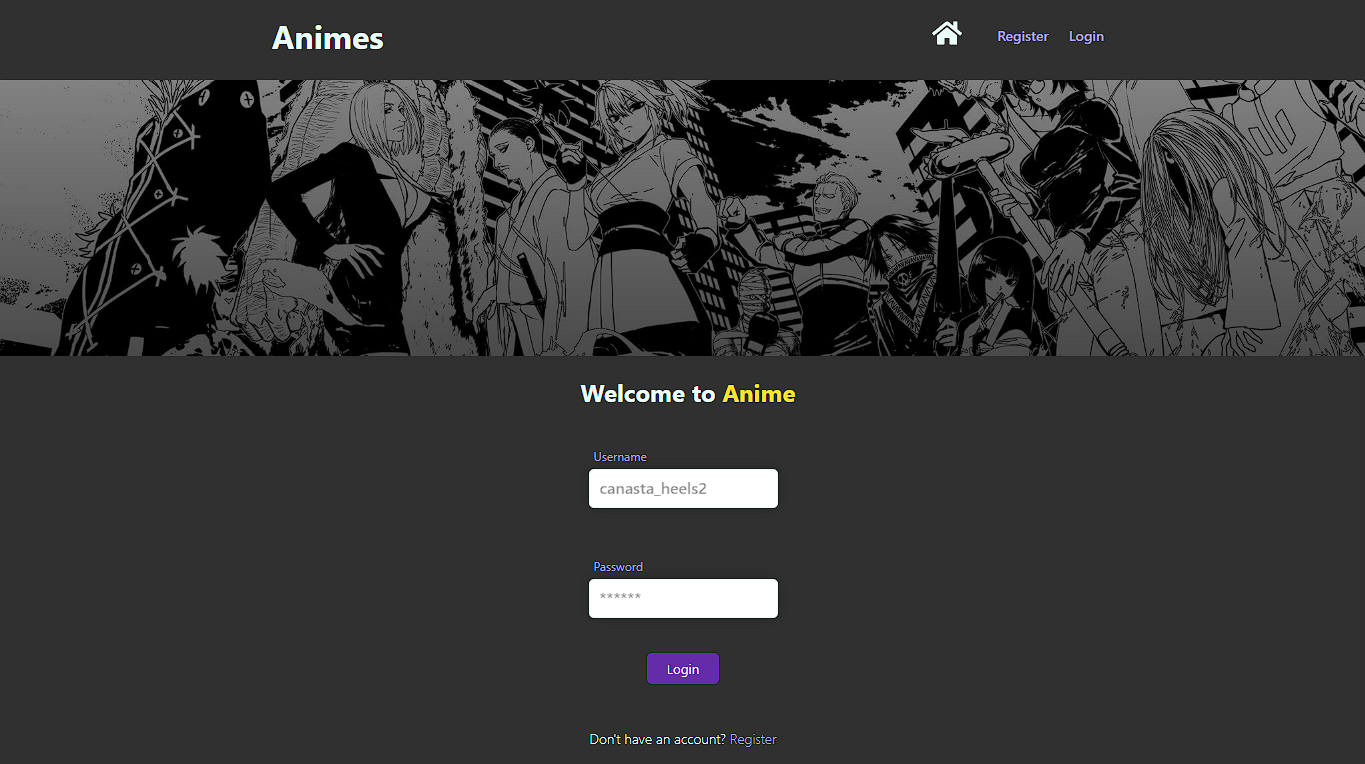 Animes
Register Login
Welcome to Anime
Username
canasta_heels2
Password
******
Login
Don't have an account? Register